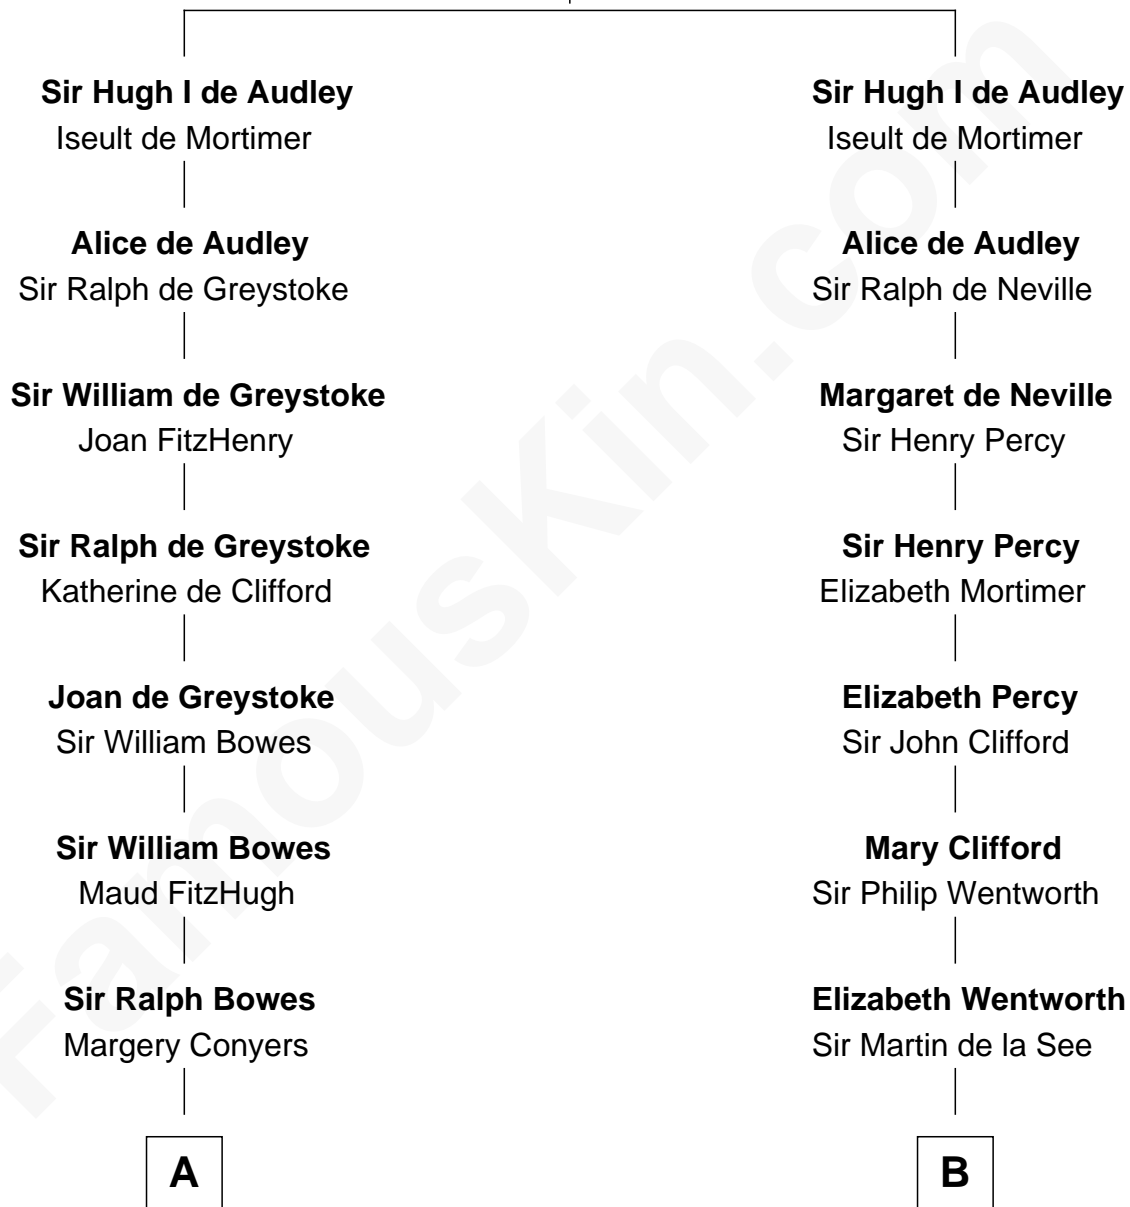 Sir Hugh I de Audley
Iseult de Mortimer
Alice de Audley
Sir Ralph de Greystoke
Sir William de Greystoke
Joan FitzHenry
Sir Ralph de Greystoke
Katherine de Clifford
Joan de Greystoke
Sir William Bowes
Sir William Bowes
Maud FitzHugh
Sir Ralph Bowes
Margery Conyers
A
Sir Hugh I de Audley
Iseult de Mortimer
Alice de Audley
Sir Ralph de Neville
Margaret de Neville
Sir Henry Percy
Sir Henry Percy
Elizabeth Mortimer
Elizabeth Percy
Sir John Clifford
Mary Clifford
Sir Philip Wentworth
Elizabeth Wentworth
Sir Martin de la See
B
FamousKin.com